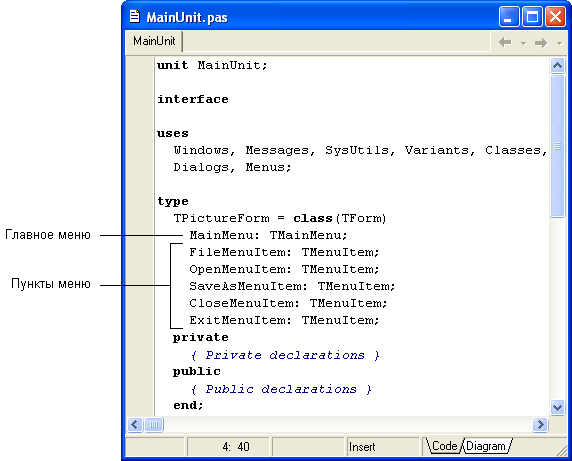 MainUnit.pas
MainUnit
unit MainUnit;
interface
uses
Windows, Messages, SysUtils, Variants, Classes,
Dialogs, Menus;
type
TPictureForm = class(TForm)
Главное меню
MainMenu: TMainMenu;
FileMenuItem: TMenuItem;
OpenMenuItem: TMenuItem;
Пункты меню
SaveAsMenuItem: TMenuItem;
CloseMenuItem: TMenuItem;
ExitMenuItem: TMenuItem;
private
{ Private declarations }
public
{ Public declarations }
end;
4: 40
Insert
Code
Diagram